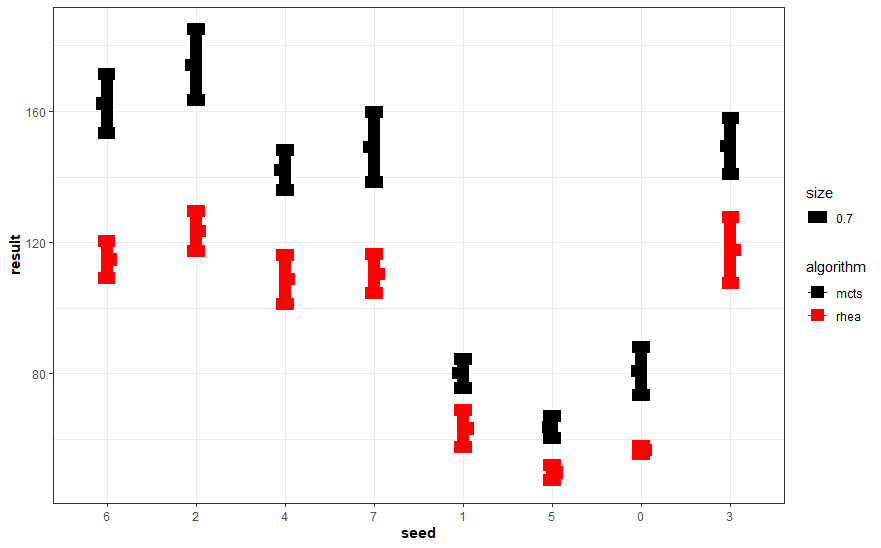 160
120
80
result
6 2 4 7 1 5 0 3
seed
size
0.7
algorithm
mcts
rhea